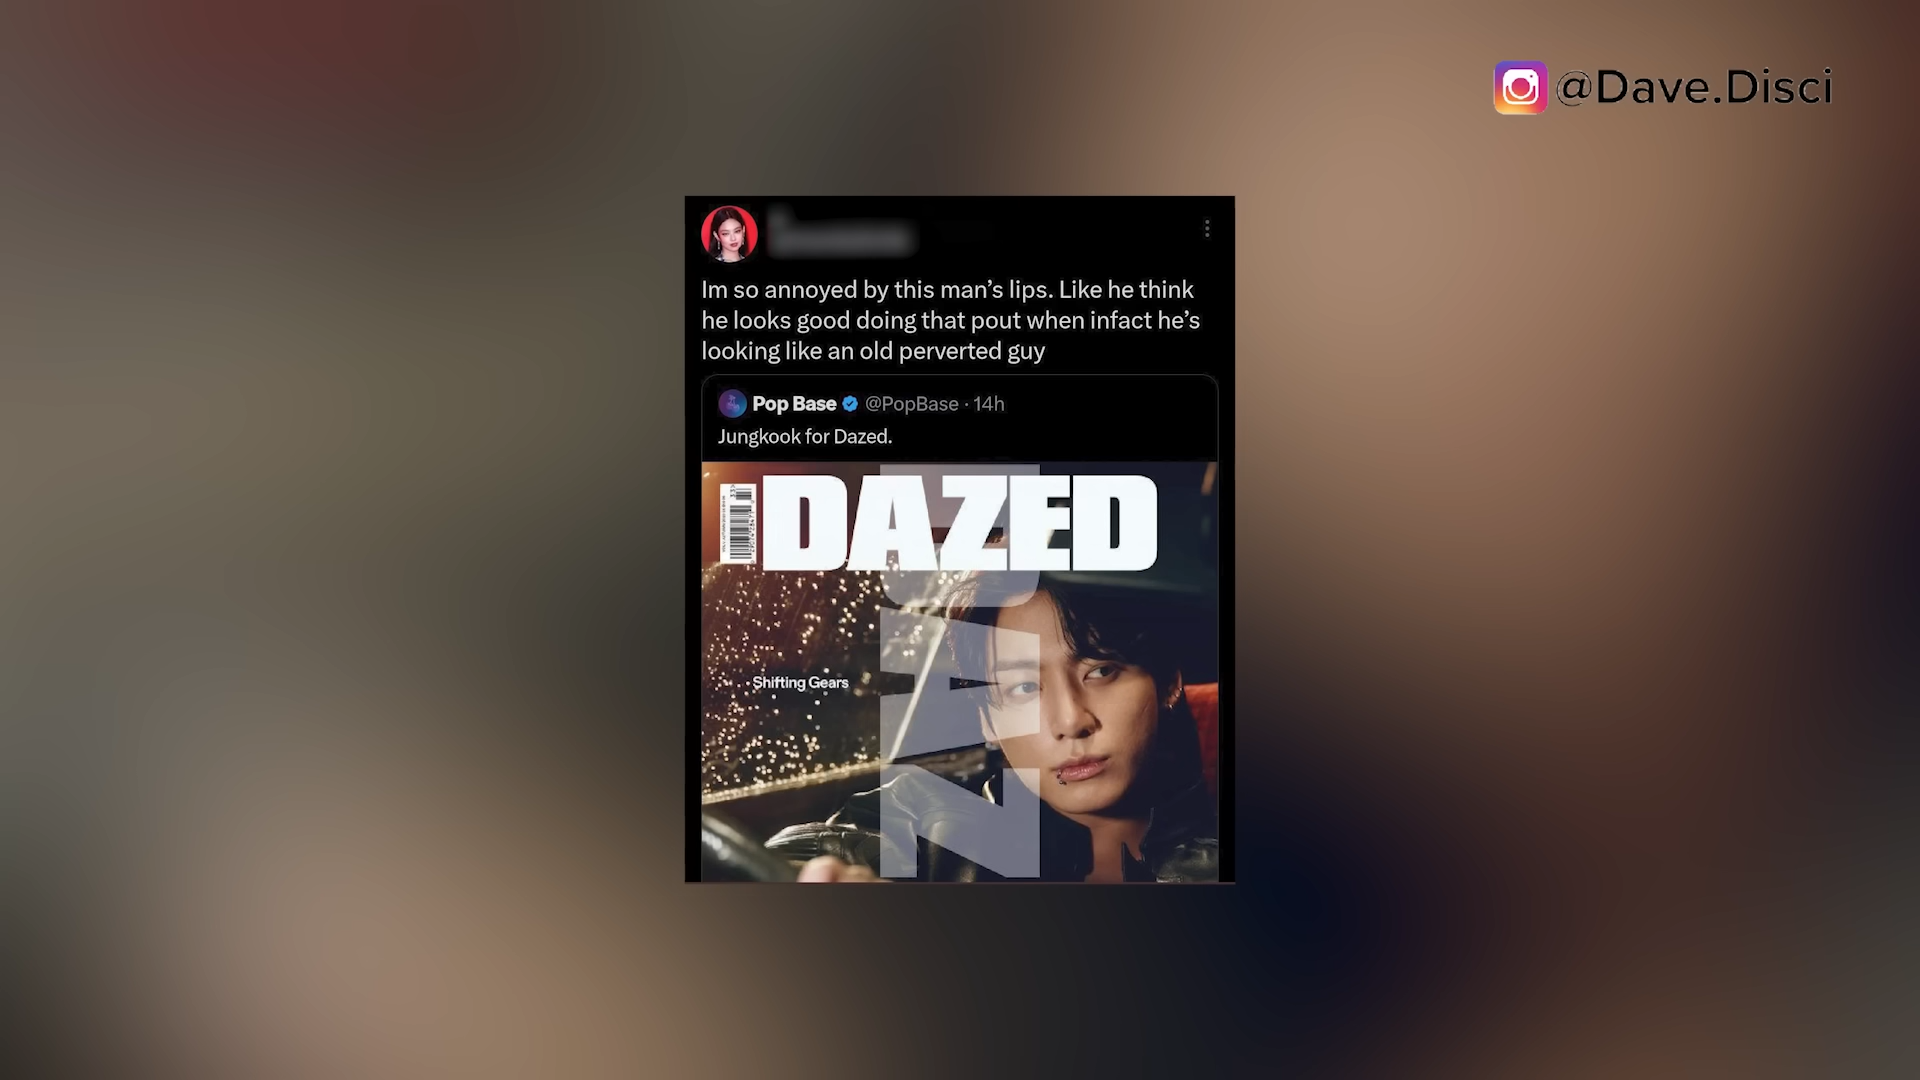 @Dave.Disci
Im so annoyed by this man’s lips. Like he think
he looks good doing that pout when infact he’s
looking like an old perverted guy
Pop Base @PopBase · 14h
Jungkook for Dazed.
DAZED
DAZED
Shifting Gears